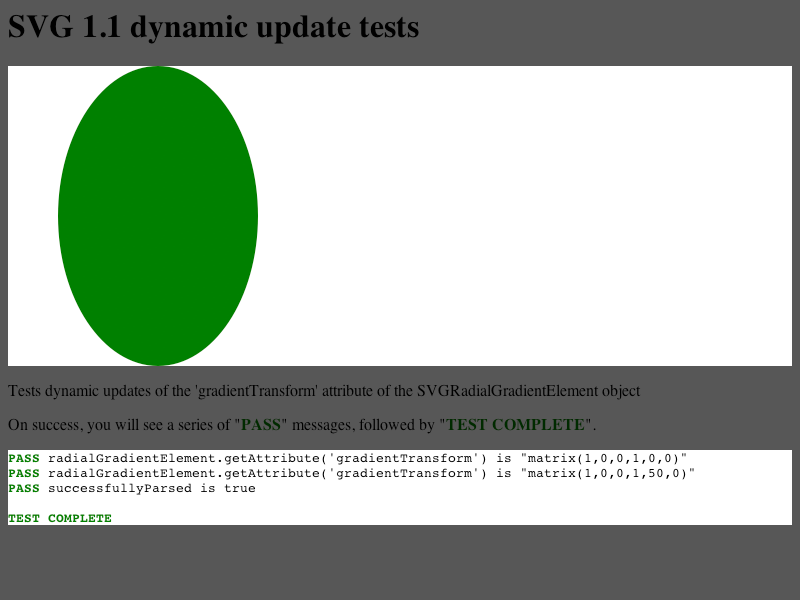 SVG 1.1 dynamic update tests
Tests dynamic updates of the 'gradientTransform' attribute of the SVGRadialGradientElement object
On success, you will see a series of "PASS" messages, followed by "TEST COMPLETE".
PASS radialGradientElement.getAttribute('gradientTransform') is "matrix(1,0,0,1,0,0)"
PASS radialGradientElement.getAttribute('gradientTransform') is "matrix(1,0,0,1,50,0)"
PASS successfullyParsed is true
TEST COMPLETE